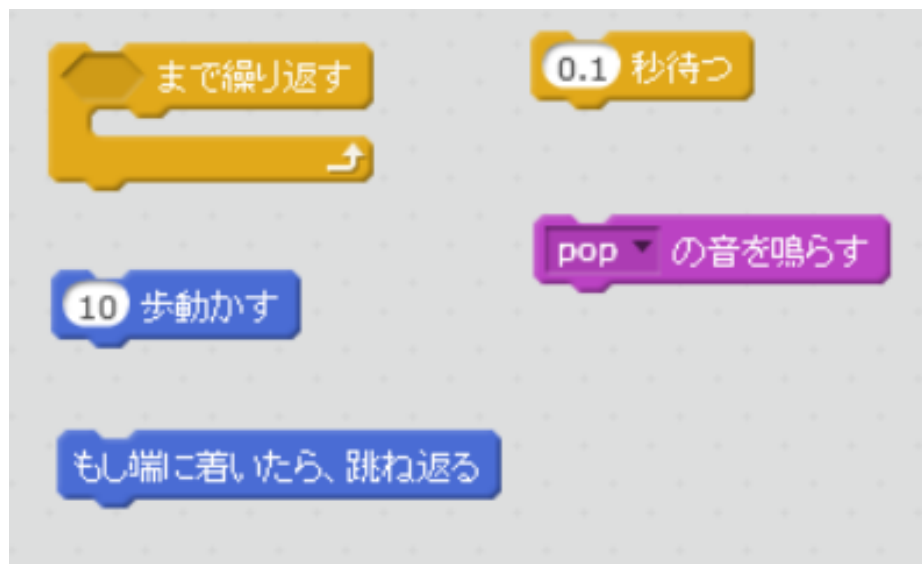 まで繰り返す
0.1 秒待つ
pop の音を鳴らす
10 歩動かす
もし端に着いたら、跳ね返る